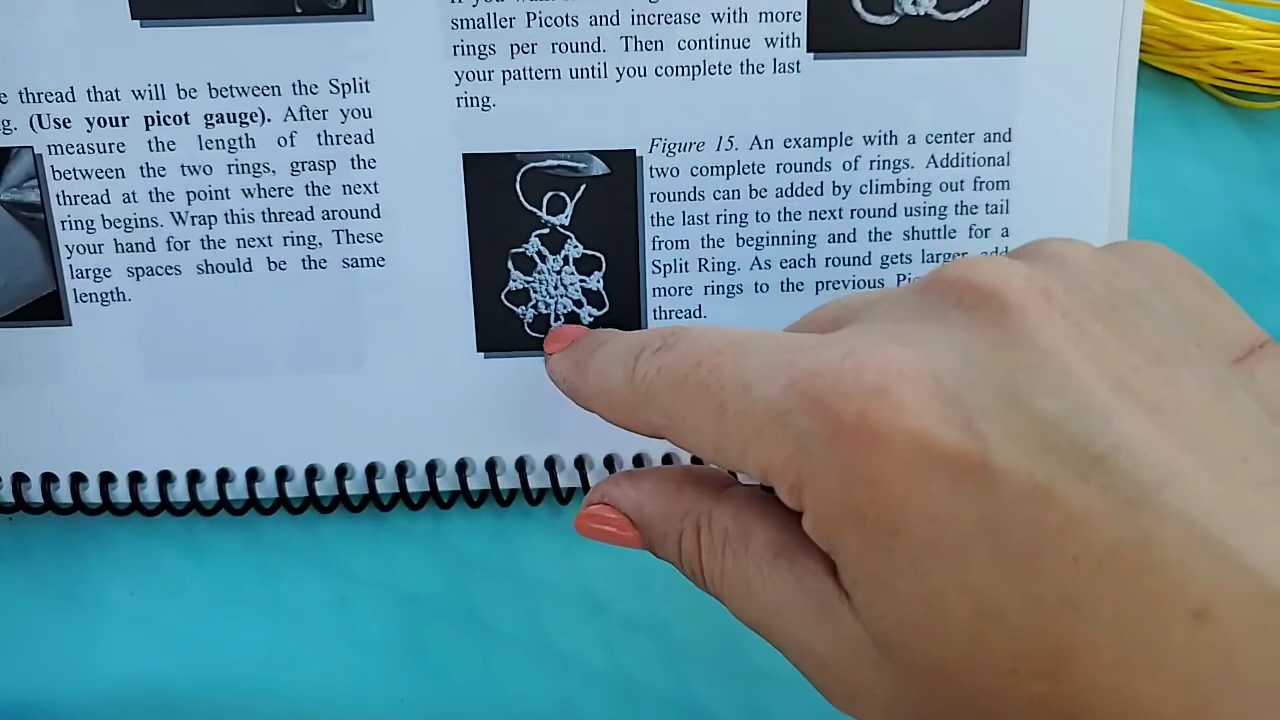 e thread that will be between the Split
g. (Use your picot gauge). After you
measure the length of thread
between the two rings, grasp the
thread at the point where the next
ring begins. Wrap this thread around
your hand for the next ring, These
large spaces should be the same
length.
smaller Picots and increase with more
rings per round. Then continue with
your pattern until you complete the last
ring.
Figure 15. An example with a center and
two complete rounds of rings. Additional
rounds can be added by climbing out from
the last ring to the next round using the tail
from the beginning and the shuttle for a
Split Ring. As each round gets larger, add
more rings to the previous
thread.